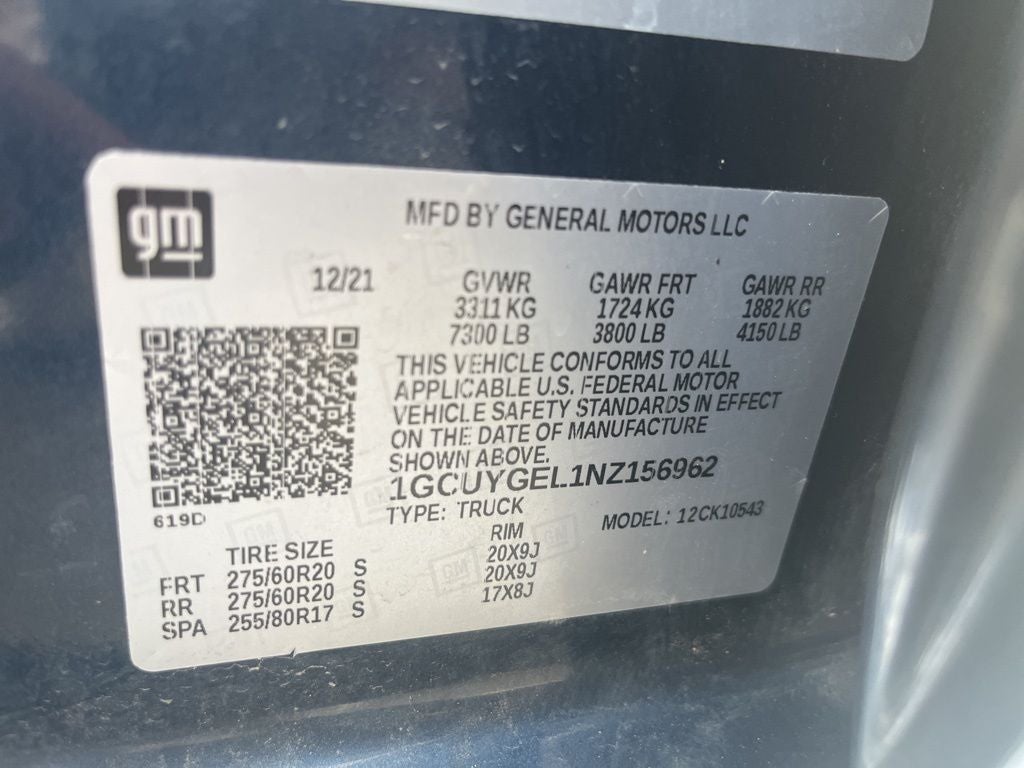 gm
MFD BY GENERAL MOTORS LLC
12/21 GVWR GAWR FRT GAWR RR
3311 KG 1724 KG 1882 KG
7300 LB 3800 LB 4150 LB
THIS VEHICLE CONFORMS TO ALL
APPLICABLE U.S. FEDERAL MOTOR
VEHICLE SAFETY STANDARDS IN EFFECT
ON THE DATE OF MANUFACTURE
SHOWN ABOVE.
1GCUYGEL1NZ156962
619D
TYPE: TRUCK MODEL: 12CK10543
TIRE SIZE RIM
FRT 275/60R20 S 20X9J
RR 275/60R20 S 20X9J
SPA 255/80R17 S 17X8J